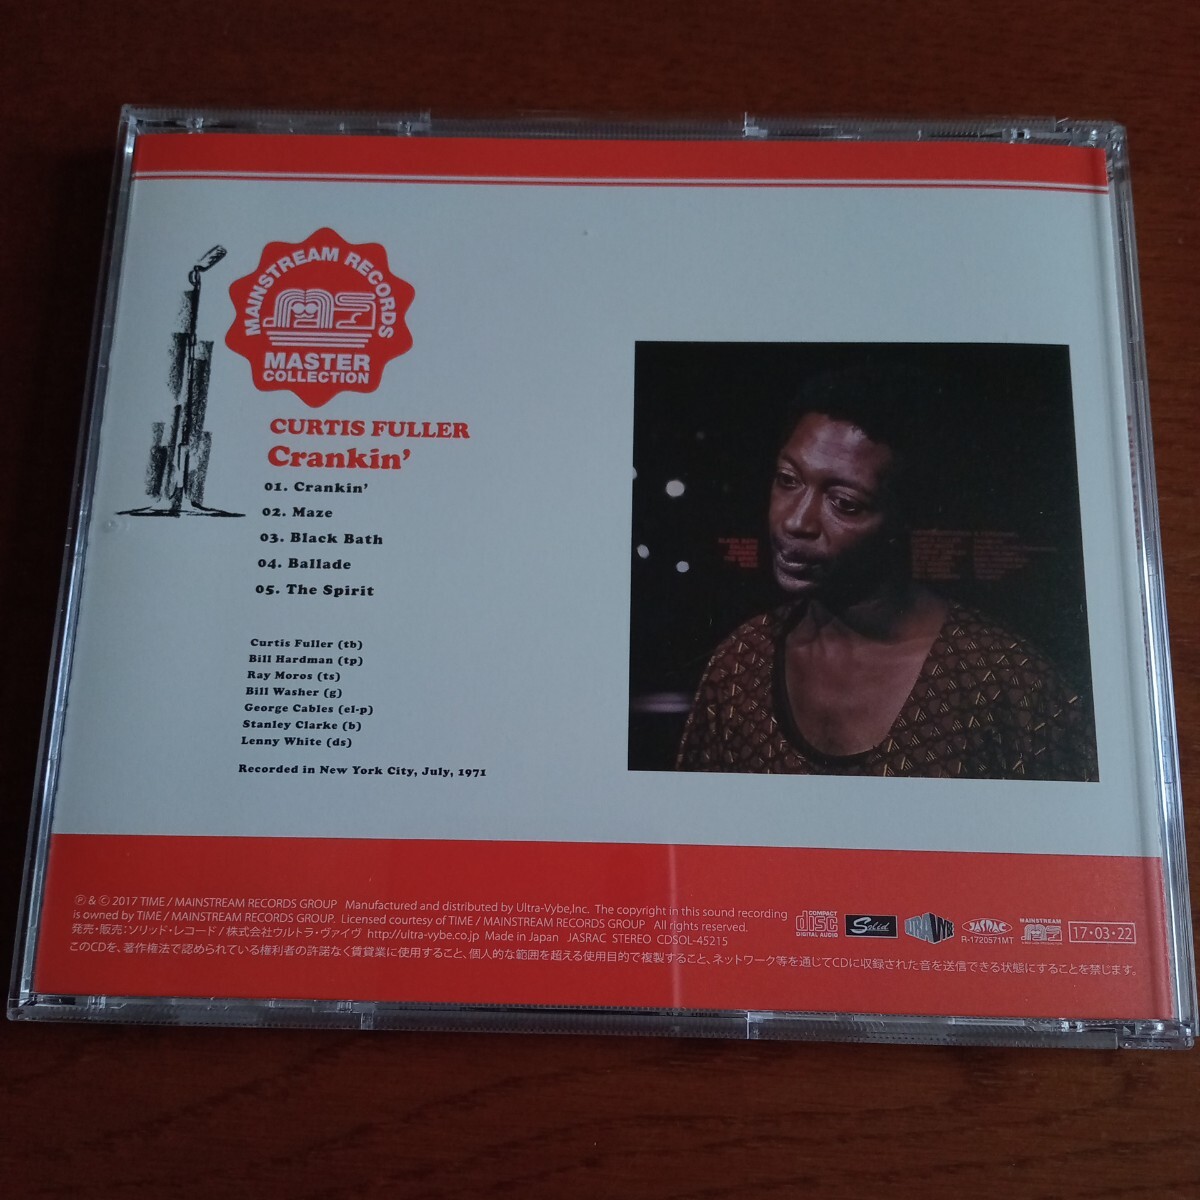 MAINSTREAM RECORDS
MASTER
COLLECTION
CURTIS FULLER
Crankin'
01. Crankin'
02. Maze
03. Black Bath
04. Ballade
05. The Spirit
Curtis Fuller (tb)
Bill Hardman (tp)
Ray Moros (ts)
Bill Washer (g)
George Cables (el-p)
Stanley Clarke (b)
Lenny White (ds)
Recorded in New York City, July, 1971
Ⓟ & Ⓒ 2017 TIME / MAINSTREAM RECORDS GROUP Manufactured and distributed by Ultra-Vybe,Inc. The copyright in this sound recording
is owned by TIME / MAINSTREAM RECORDS GROUP. Licensed courtesy of TIME / MAINSTREAM RECORDS GROUP All rights reserved.
発売・販売:ソリッド・レコード / 株式会社ウルトラ・ヴァイヴ http://ultra-vybe.co.jp Made in Japan JASRAC STEREO CDSOL-45215
このCDを、著作権法で認められている権利者の許諾なく賃貸業に使用すること、個人的な範囲を超える使用目的で複製すること、ネットワーク等を通じてCDに収録された音を送信できる状態にすることを禁じます。
COMPACT
disc
DIGITAL AUDIO
Solid
ULTRA VYBE
JASRAC
R-1720571MT
MAINSTREAM
17・03・22